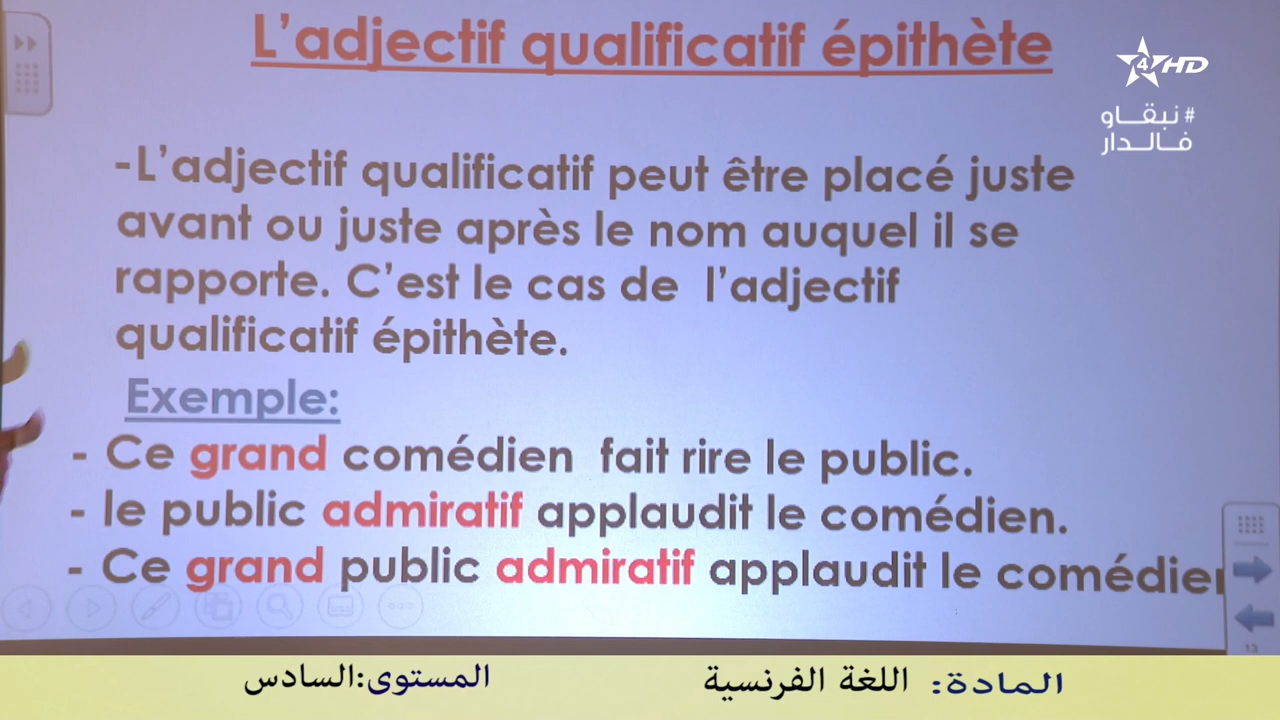 L'adjectif qualificatif épithète
4 HD
# نبقاو
فالدار
-L'adjectif qualificatif peut être placé juste
avant ou juste après le nom auquel il se
rapporte. C'est le cas de l'adjectif
qualificatif épithète.
Exemple:
- Ce grand comédien fait rire le public.
- le public admiratif applaudit le comédien.
- Ce grand public admiratif applaudit le comédien
13
المادة: اللغة الفرنسية
المستوى:السادس